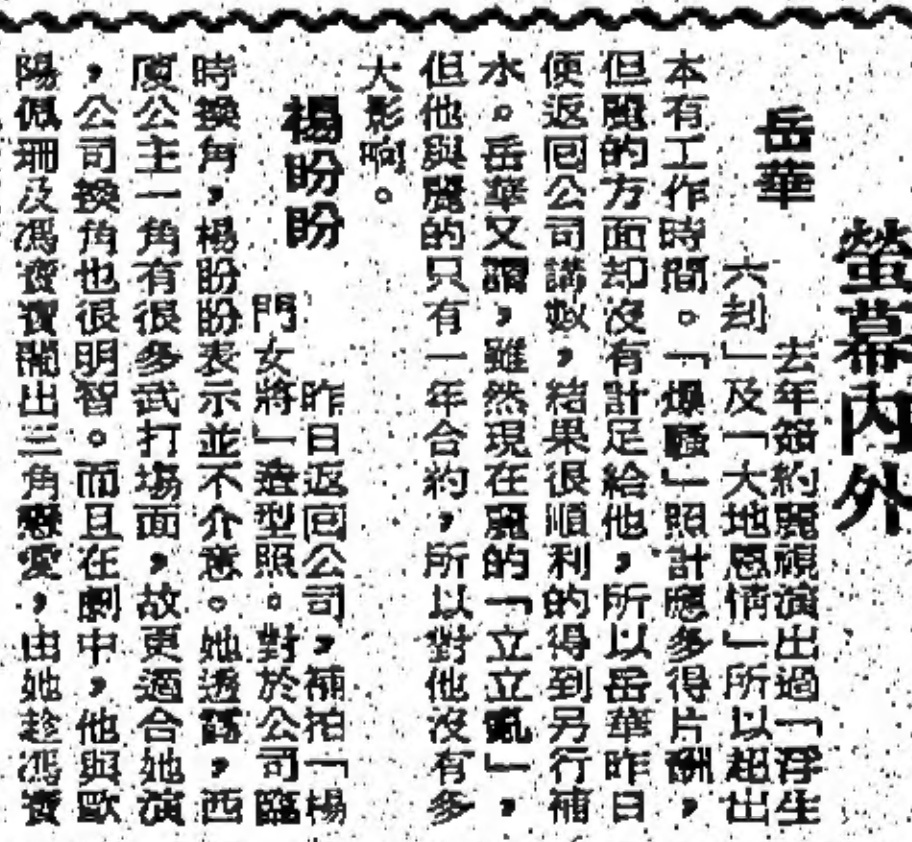 螢幕內外
岳華
去年簽約麗視演出過「浮生
六刦」及「大地恩情」所以超出
本有工作時間。「爆騷」照計應多得片酬，
但麗的方面却沒有計足給他，所以岳華昨日
便返回公司講數，結果很順利的得到另行補
水。岳華又謂，雖然現在麗的「立立亂」，
但他與麗的只有一年合約，所以對他沒有多
大影响。
楊盼盼
昨日返回公司，補拍「楊
門女將」造型照。對於公司臨
時換角，楊盼盼表示並不介意。她透露，西
廈公主一角有很多武打場面，故更適合她演
，公司換角也很明智。而且在劇中，他與歐
陽佩珊及馮寶寶鬧出三角戀愛，由她趁馮寶